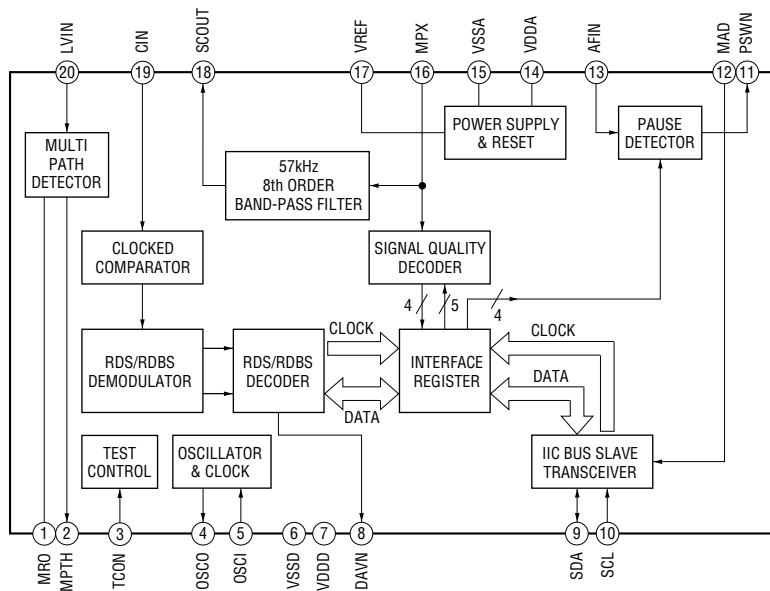 LVIN
CIN
SCOUT
VREF
MPX
VSSA
VDDA
AFIN
MAD
PSWN
20
19
18
17
16
15
14
13
12
11
MULTI
PATH
DETECTOR
57kHz
8th ORDER
BAND-PASS FILTER
POWER SUPPLY
& RESET
PAUSE
DETECTOR
CLOCKED
COMPARATOR
SIGNAL QUALITY
DECODER
4
5
4
RDS/RDBS
DEMODULATOR
RDS/RDBS
DECODER
CLOCK
DATA
INTERFACE
REGISTER
CLOCK
DATA
TEST
CONTROL
OSCILLATOR
& CLOCK
IIC BUS SLAVE
TRANSCEIVER
1
2
3
4
5
6
7
8
9
10
MRO
MPTH
TCON
OSCO
OSCI
VSSD
VDDD
DAVN
SDA
SCL